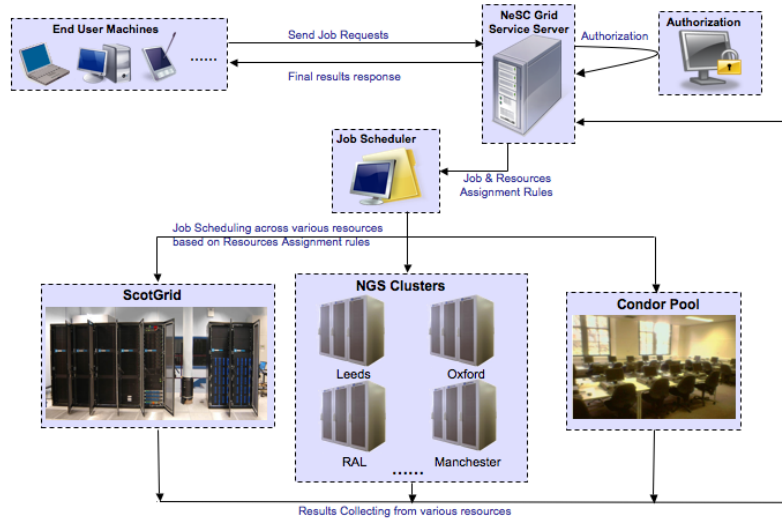 End User Machines
......
Send Job Requests
Final results response
NeSC Grid
Service Server
Authorization
Authorization
Job Scheduler
Job & Resources
Assignment Rules
Job Scheduling across various resources
based on Resources Assignment rules
ScotGrid
NGS Clusters
Leeds
Oxford
RAL
Manchester
......
Condor Pool
Results Collecting from various resources